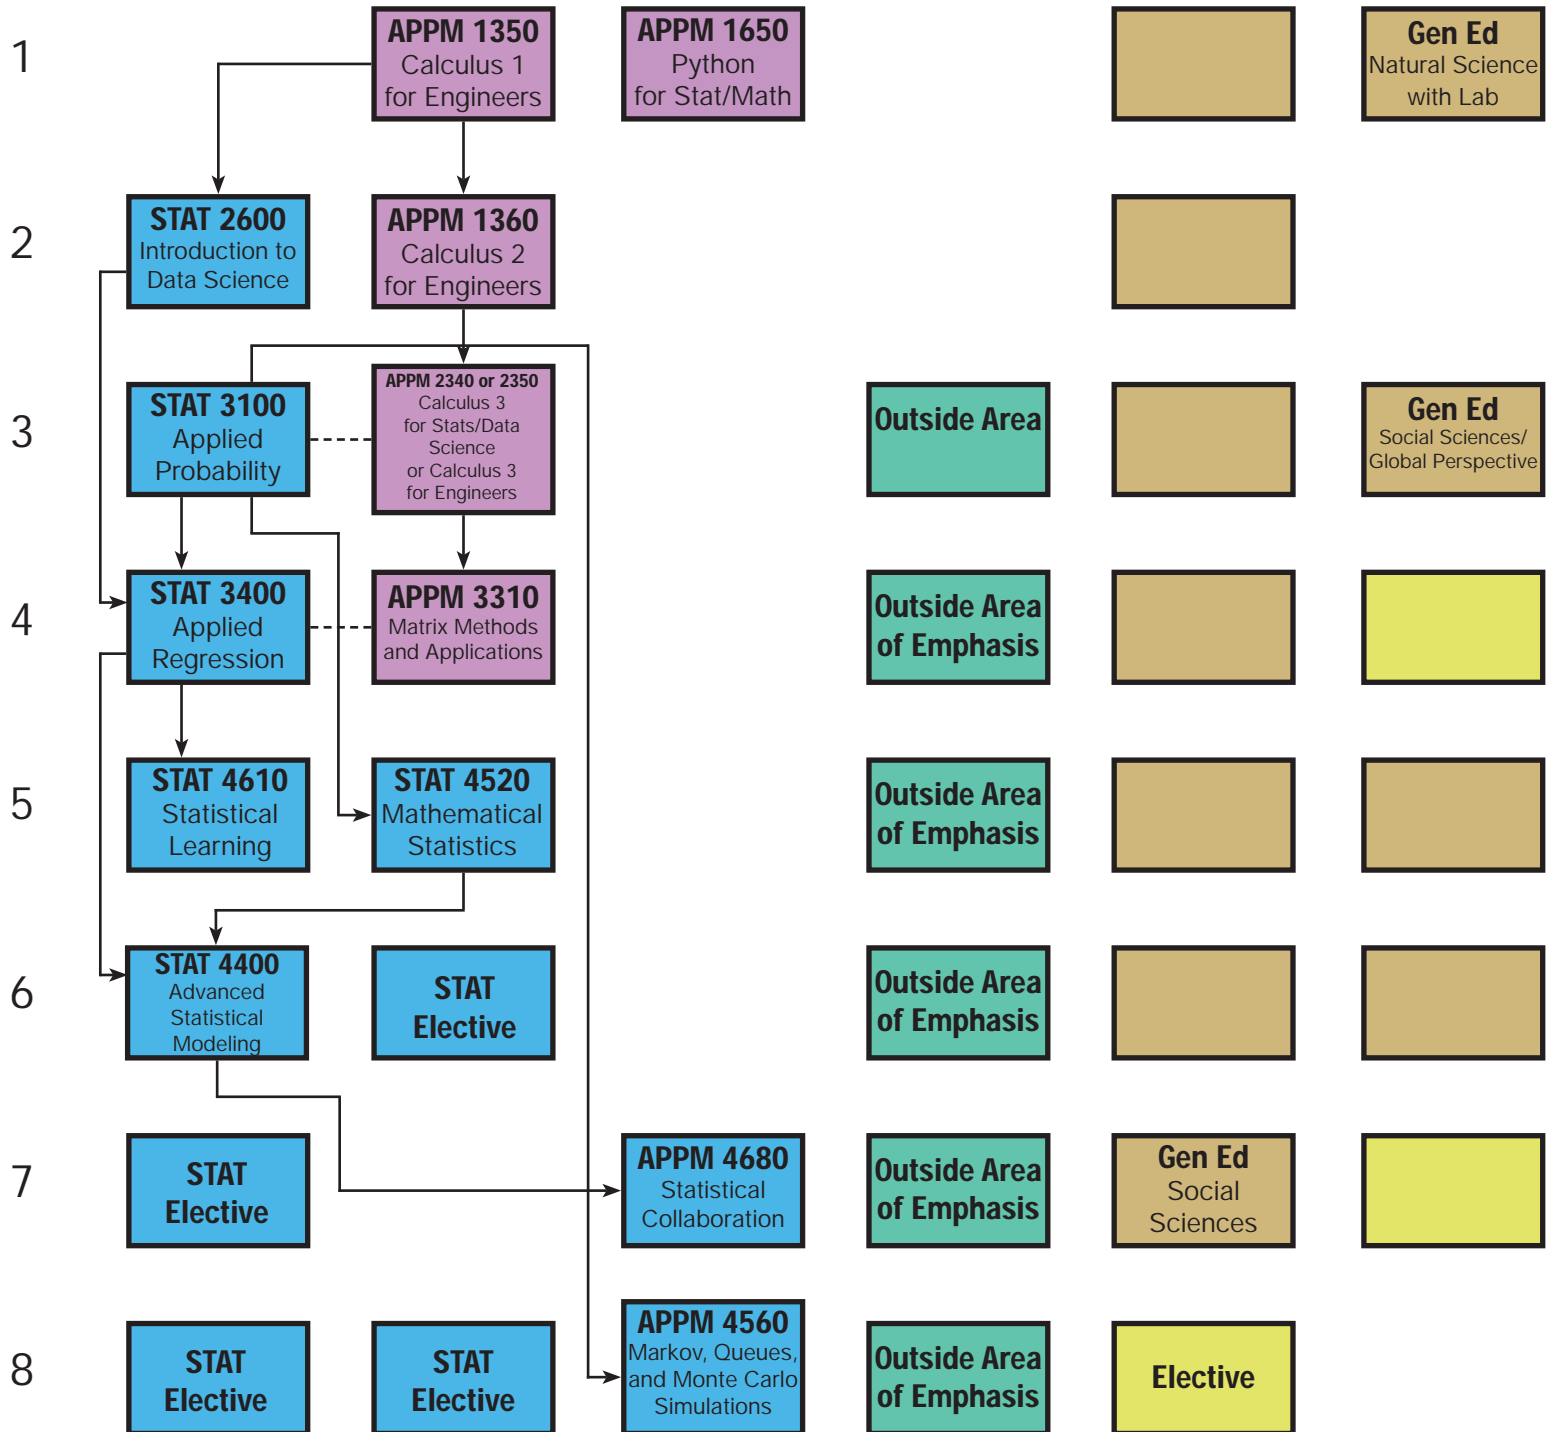 1
APPM 1350
Calculus 1
for Engineers
APPM 1650
Python
for Stat/Math
Gen Ed
Natural Science
with Lab
2
STAT 2600
Introduction to
Data Science
APPM 1360
Calculus 2
for Engineers
3
STAT 3100
Applied
Probability
APPM 2340 or 2350
Calculus 3
for Stats/Data
Science
or Calculus 3
for Engineers
Outside Area
Gen Ed
Social Sciences/
Global Perspective
4
STAT 3400
Applied
Regression
APPM 3310
Matrix Methods
and Applications
Outside Area
of Emphasis
5
STAT 4610
Statistical
Learning
STAT 4520
Mathematical
Statistics
Outside Area
of Emphasis
6
STAT 4400
Advanced
Statistical
Modeling
STAT
Elective
Outside Area
of Emphasis
7
STAT
Elective
APPM 4680
Statistical
Collaboration
Outside Area
of Emphasis
Gen Ed
Social
Sciences
8
STAT
Elective
STAT
Elective
APPM 4560
Markov, Queues,
and Monte Carlo
Simulations
Outside Area
of Emphasis
Elective